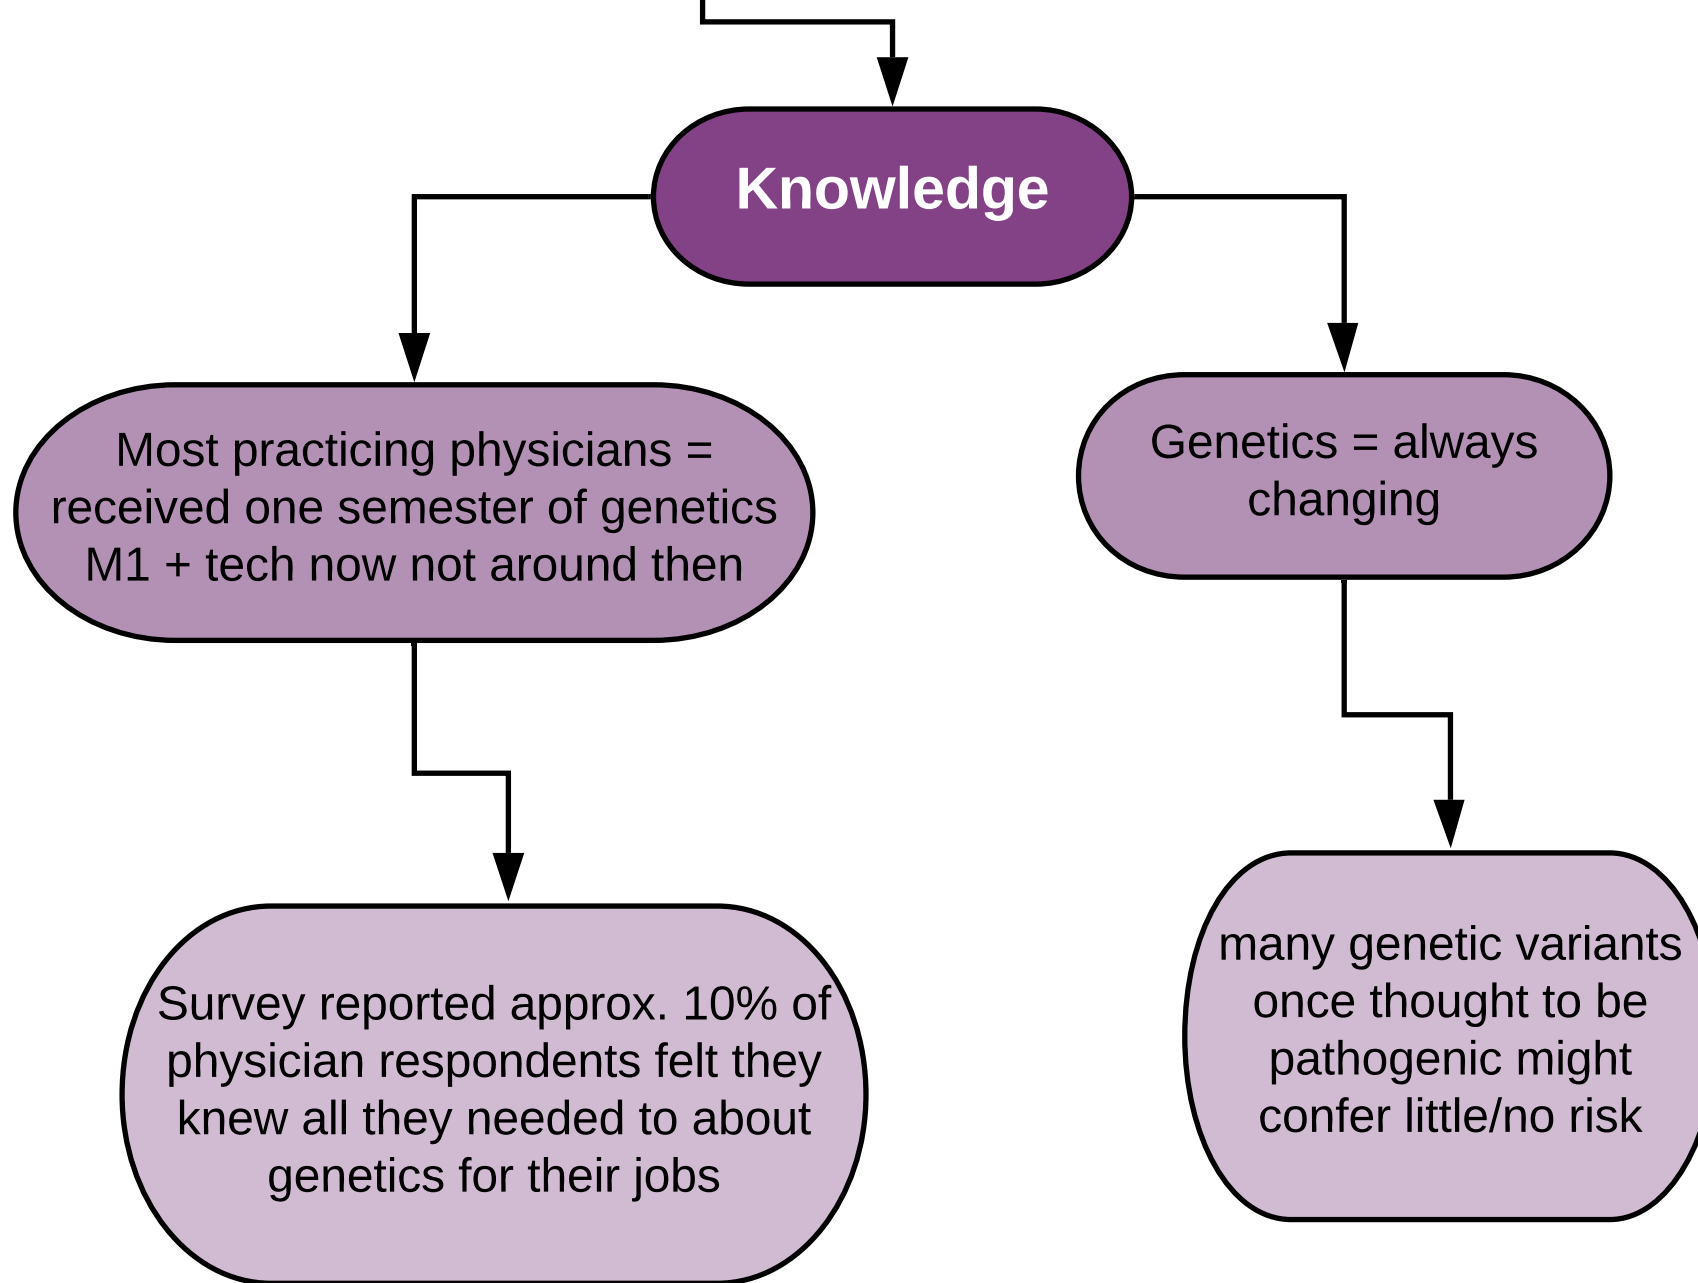 Knowledge
Most practicing physicians =
received one semester of genetics
M1 + tech now not around then
Genetics = always
changing
Survey reported approx. 10% of
physician respondents felt they
knew all they needed to about
genetics for their jobs
many genetic variants
once thought to be
pathogenic might
confer little/no risk